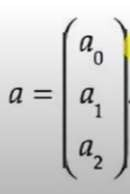 a₀
a = a₁
a₂